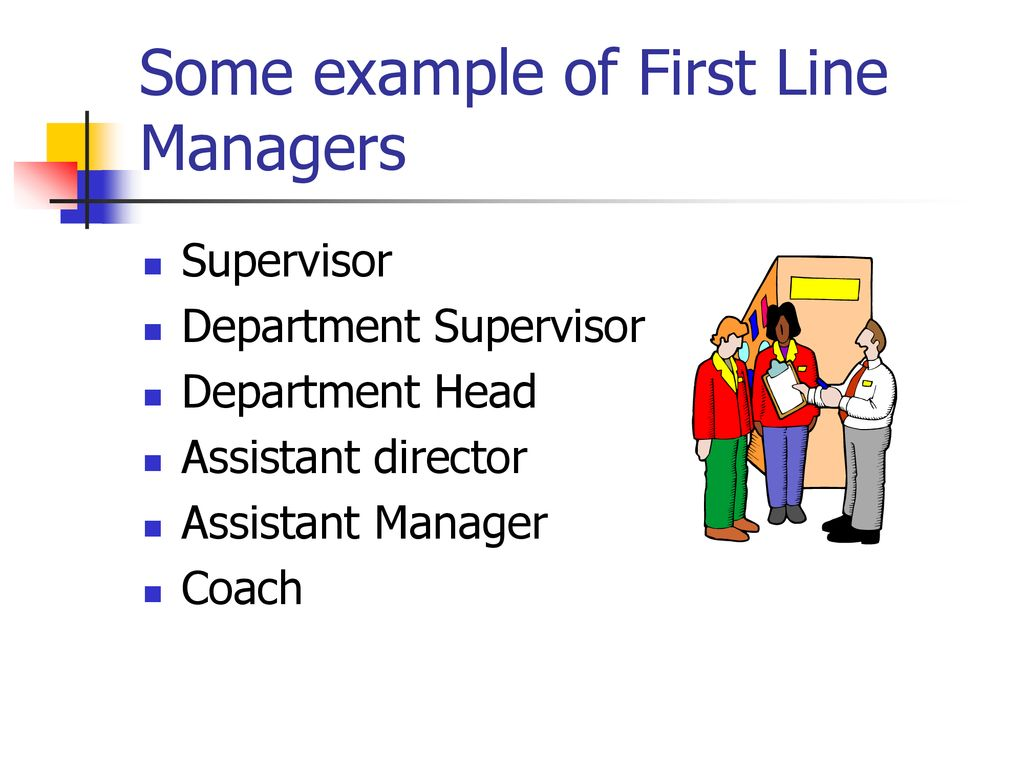 Some example of First Line
Managers
Supervisor
Department Supervisor
Department Head
Assistant director
Assistant Manager
Coach